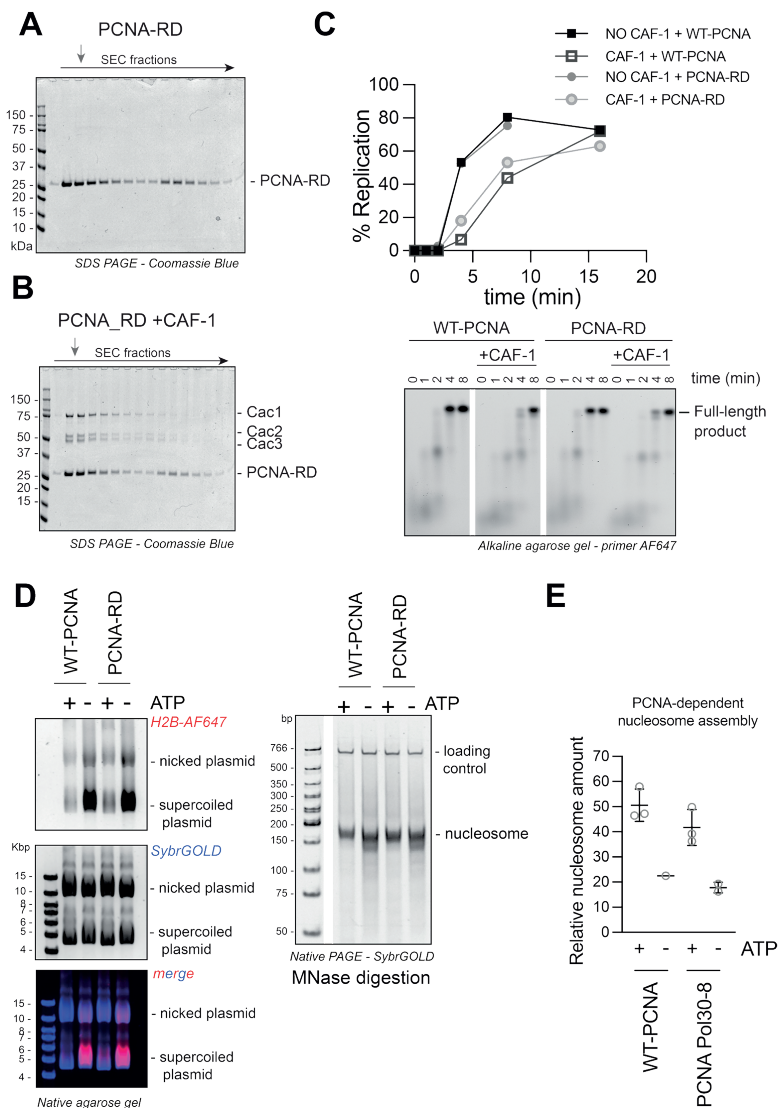 A
PCNA-RD
SEC fractions
150 -
75 -
50 -
37 -
25 -
20 -
15 -
10 -
kDa
- PCNA-RD
SDS PAGE - Coomassie Blue
B
PCNA_RD +CAF-1
SEC fractions
150 -
75 -
50 -
37 -
25 -
20 -
15 -
- Cac1
- Cac2
- Cac3
- PCNA-RD
SDS PAGE - Coomassie Blue
C
NO CAF-1 + WT-PCNA
CAF-1 + WT-PCNA
NO CAF-1 + PCNA-RD
CAF-1 + PCNA-RD
% Replication
100
80
60
40
20
0
0 5 10 15 20
time (min)
WT-PCNA PCNA-RD
+CAF-1 +CAF-1
0 1 2 4 8 0 1 2 4 8 0 1 2 4 8 0 1 2 4 8 time (min)
Full-length
product
Alkaline agarose gel - primer AF647
D
WT-PCNA
PCNA-RD
+ - + - ATP
H2B-AF647
- nicked plasmid
- supercoiled
plasmid
Kbp
SybrGOLD
15 -
10 -
8 -
7 -
6 -
5 -
4 -
- nicked plasmid
- supercoiled
plasmid
merge
15 -
10 -
8 -
7 -
6 -
5 -
4 -
- nicked plasmid
- supercoiled
plasmid
Native agarose gel
WT-PCNA
PCNA-RD
+ - + - ATP
bp
766 -
500 -
350 -
300 -
250 -
200 -
150 -
100 -
75 -
50 -
- loading
control
- nucleosome
Native PAGE - SybrGOLD
MNase digestion
E
PCNA-dependent
nucleosome assembly
Relative nucleosome amount
70
60
50
40
30
20
10
0
+ - + - ATP
WT-PCNA
PCNA Pol30-8